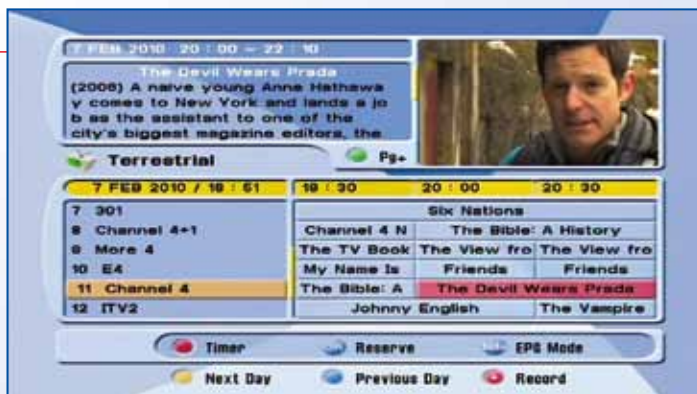 7 FEB 2010 20 : 00 ~ 22 : 10
The Devil Wears Prada
(2006) A naive young Anne Hathawa
y comes to New York and lands a jo
b as the assistant to one of the
city's biggest magazine editors, the
Terrestrial Pg+
7 FEB 2010 / 18 : 51 19 : 30 20 : 00 20 : 30
7 301 Six Nations
8 Channel 4+1 Channel 4 N The Bible: A History
9 More 4 The TV Book The View fro The View fro
10 E4 My Name Is Friends Friends
11 Channel 4 The Bible: A The Devil Wears Prada
12 ITV2 Johnny English The Vampire
Timer Reserve EPG Mode
Next Day Previous Day Record